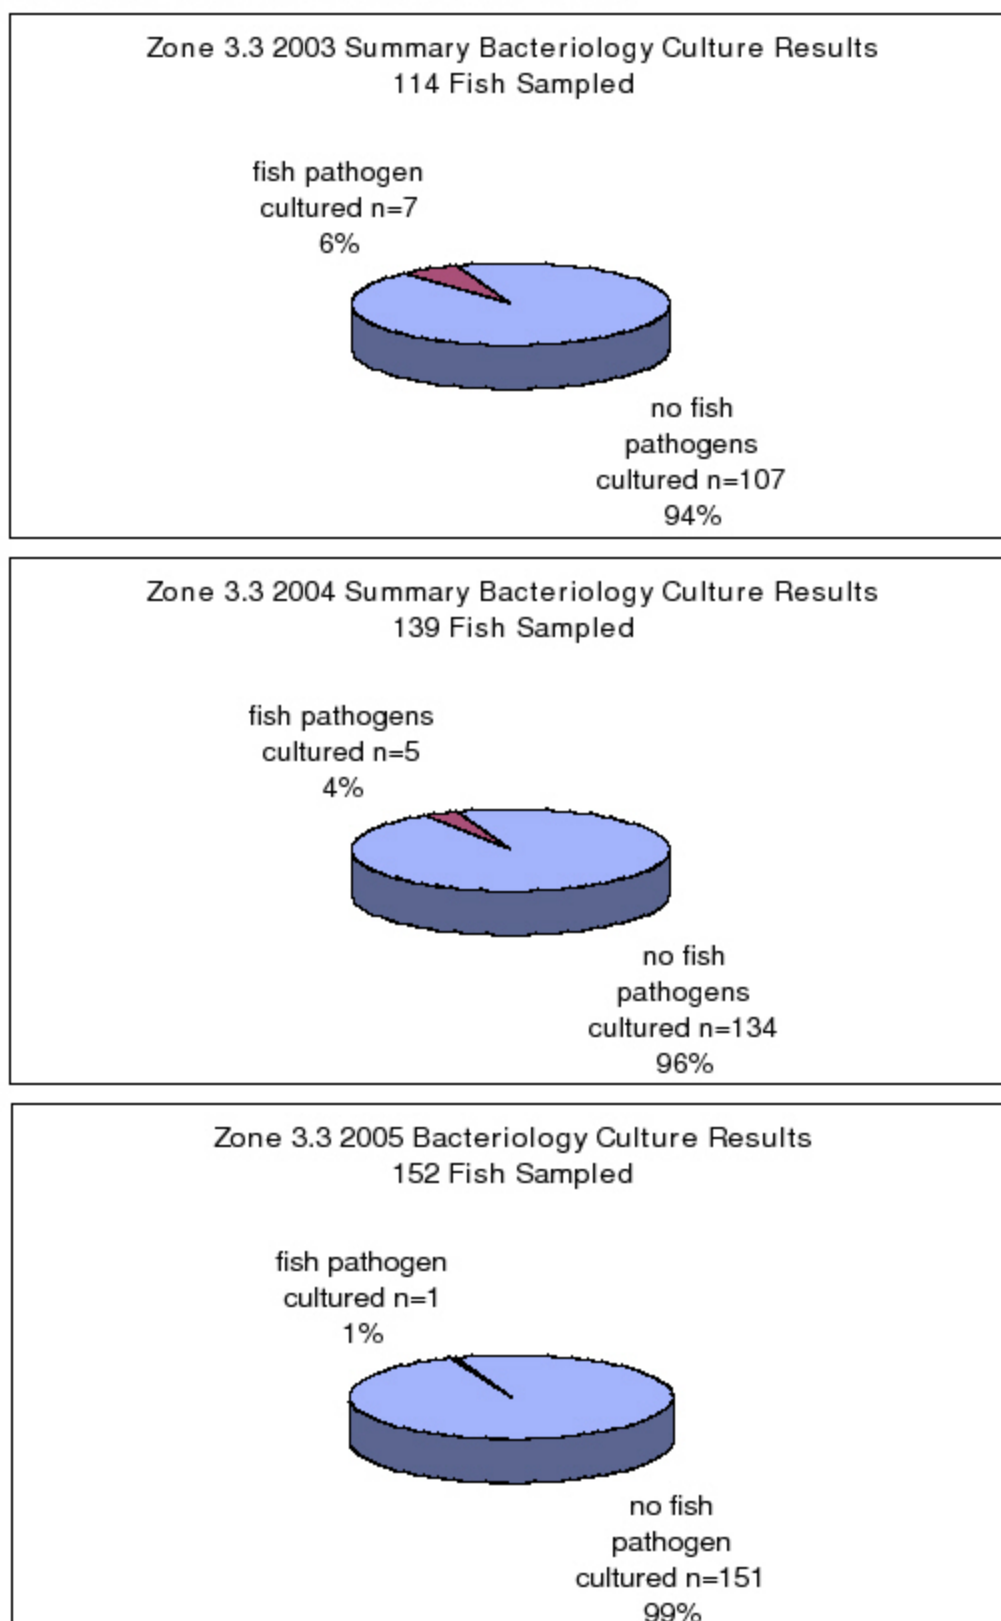 Zone 3.3 2003 Summary Bacteriology Culture Results
114 Fish Sampled
fish pathogen
cultured n=7
6%
no fish
pathogens
cultured n=107
94%
Zone 3.3 2004 Summary Bacteriology Culture Results
139 Fish Sampled
fish pathogens
cultured n=5
4%
no fish
pathogens
cultured n=134
96%
Zone 3.3 2005 Bacteriology Culture Results
152 Fish Sampled
fish pathogen
cultured n=1
1%
no fish
pathogen
cultured n=151
99%